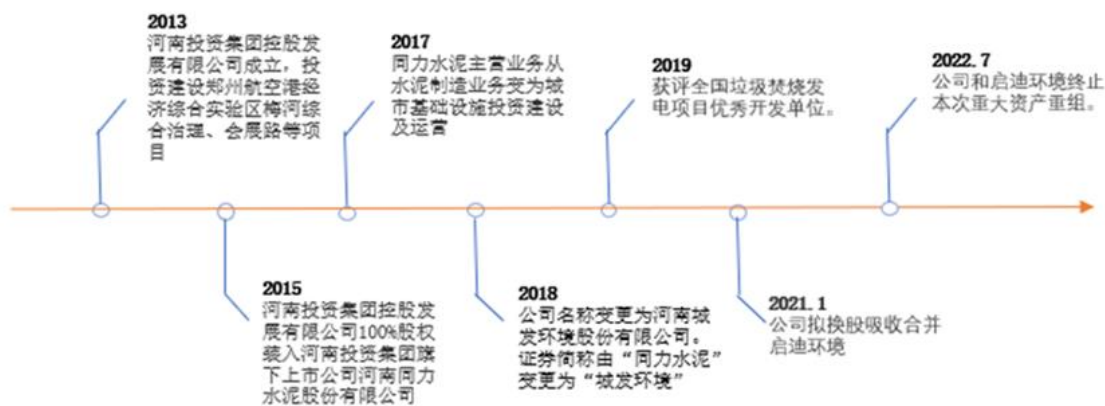 2013
河南投资集团控股发
展有限公司成立，投
资建设郑州航空港经
济综合实验区梅河综
合治理、会展路等项
目
2017
同力水泥主营业务从
水泥制造业务变为城
市基础设施投资建设
及运营
2019
获评全国垃圾焚烧发
电项目优秀开发单位。
2022.7
公司和启迪环境终止
本次重大资产重组。
2015
河南投资集团控股发
展有限公司100%股权
装入河南投资集团旗
下上市公司河南同力
水泥股份有限公司
2018
公司名称变更为河南城
发环境股份有限公司。
证券简称由“同力水泥”
变更为“城发环境”
2021.1
公司拟换股吸收合并
启迪环境